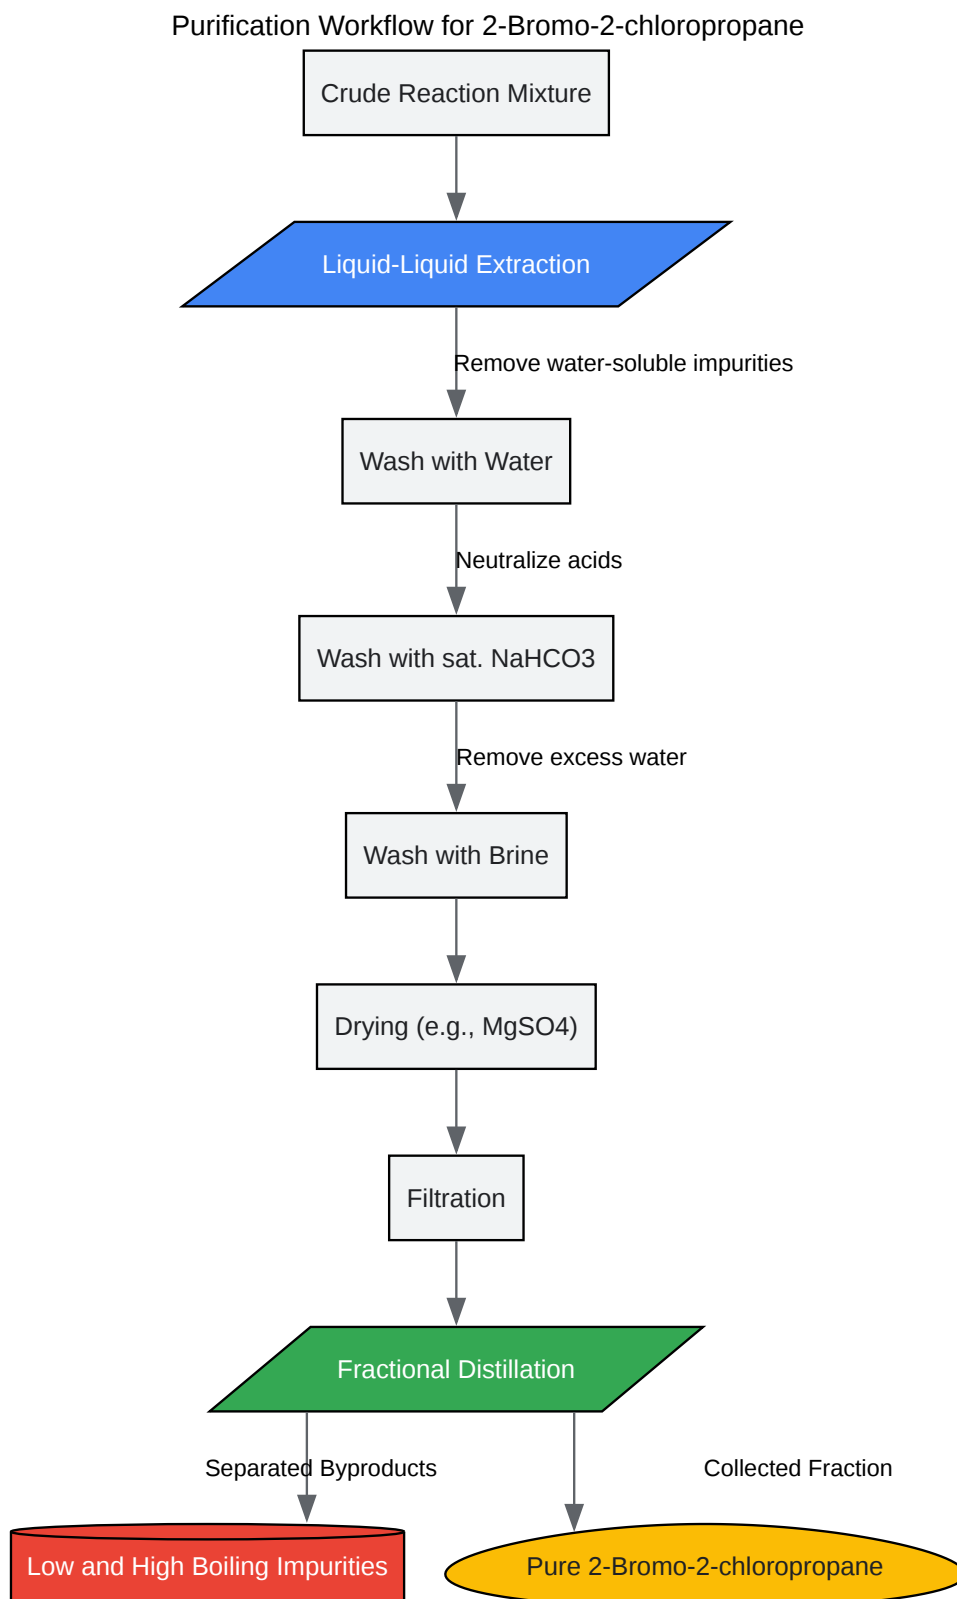 Purification Workflow for 2-Bromo-2-chloropropane
Crude Reaction Mixture
Liquid-Liquid Extraction
Remove water-soluble impurities
Wash with Water
Neutralize acids
Wash with sat. NaHCO3
Remove excess water
Wash with Brine
Drying (e.g., MgSO4)
Filtration
Fractional Distillation
Separated Byproducts
Collected Fraction
Low and High Boiling Impurities
Pure 2-Bromo-2-chloropropane